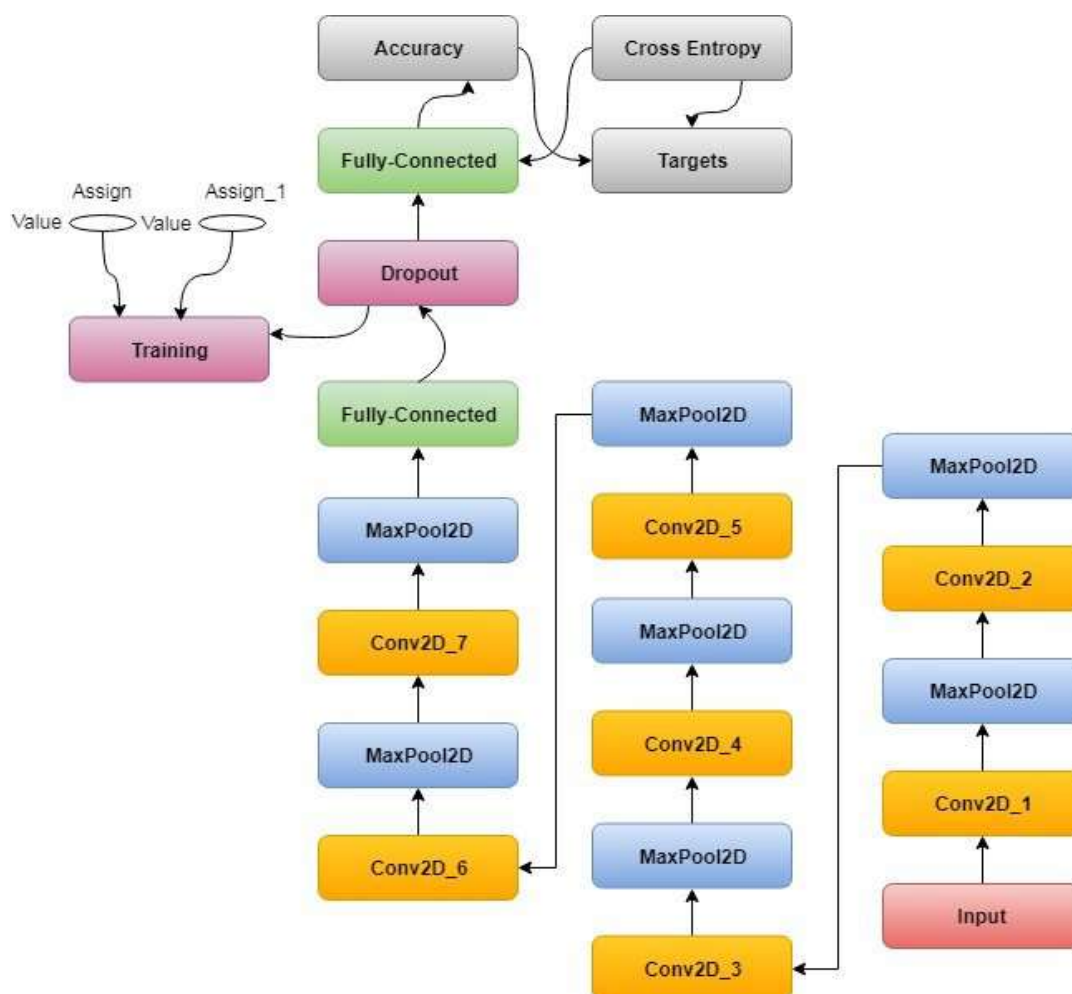 Accuracy
Cross Entropy
Fully-Connected
Targets
Assign
Assign_1
Value
Value
Dropout
Training
Fully-Connected
MaxPool2D
MaxPool2D
MaxPool2D
Conv2D_5
Conv2D_2
MaxPool2D
Conv2D_7
MaxPool2D
MaxPool2D
Conv2D_4
MaxPool2D
Conv2D_1
Conv2D_6
MaxPool2D
Input
Conv2D_3